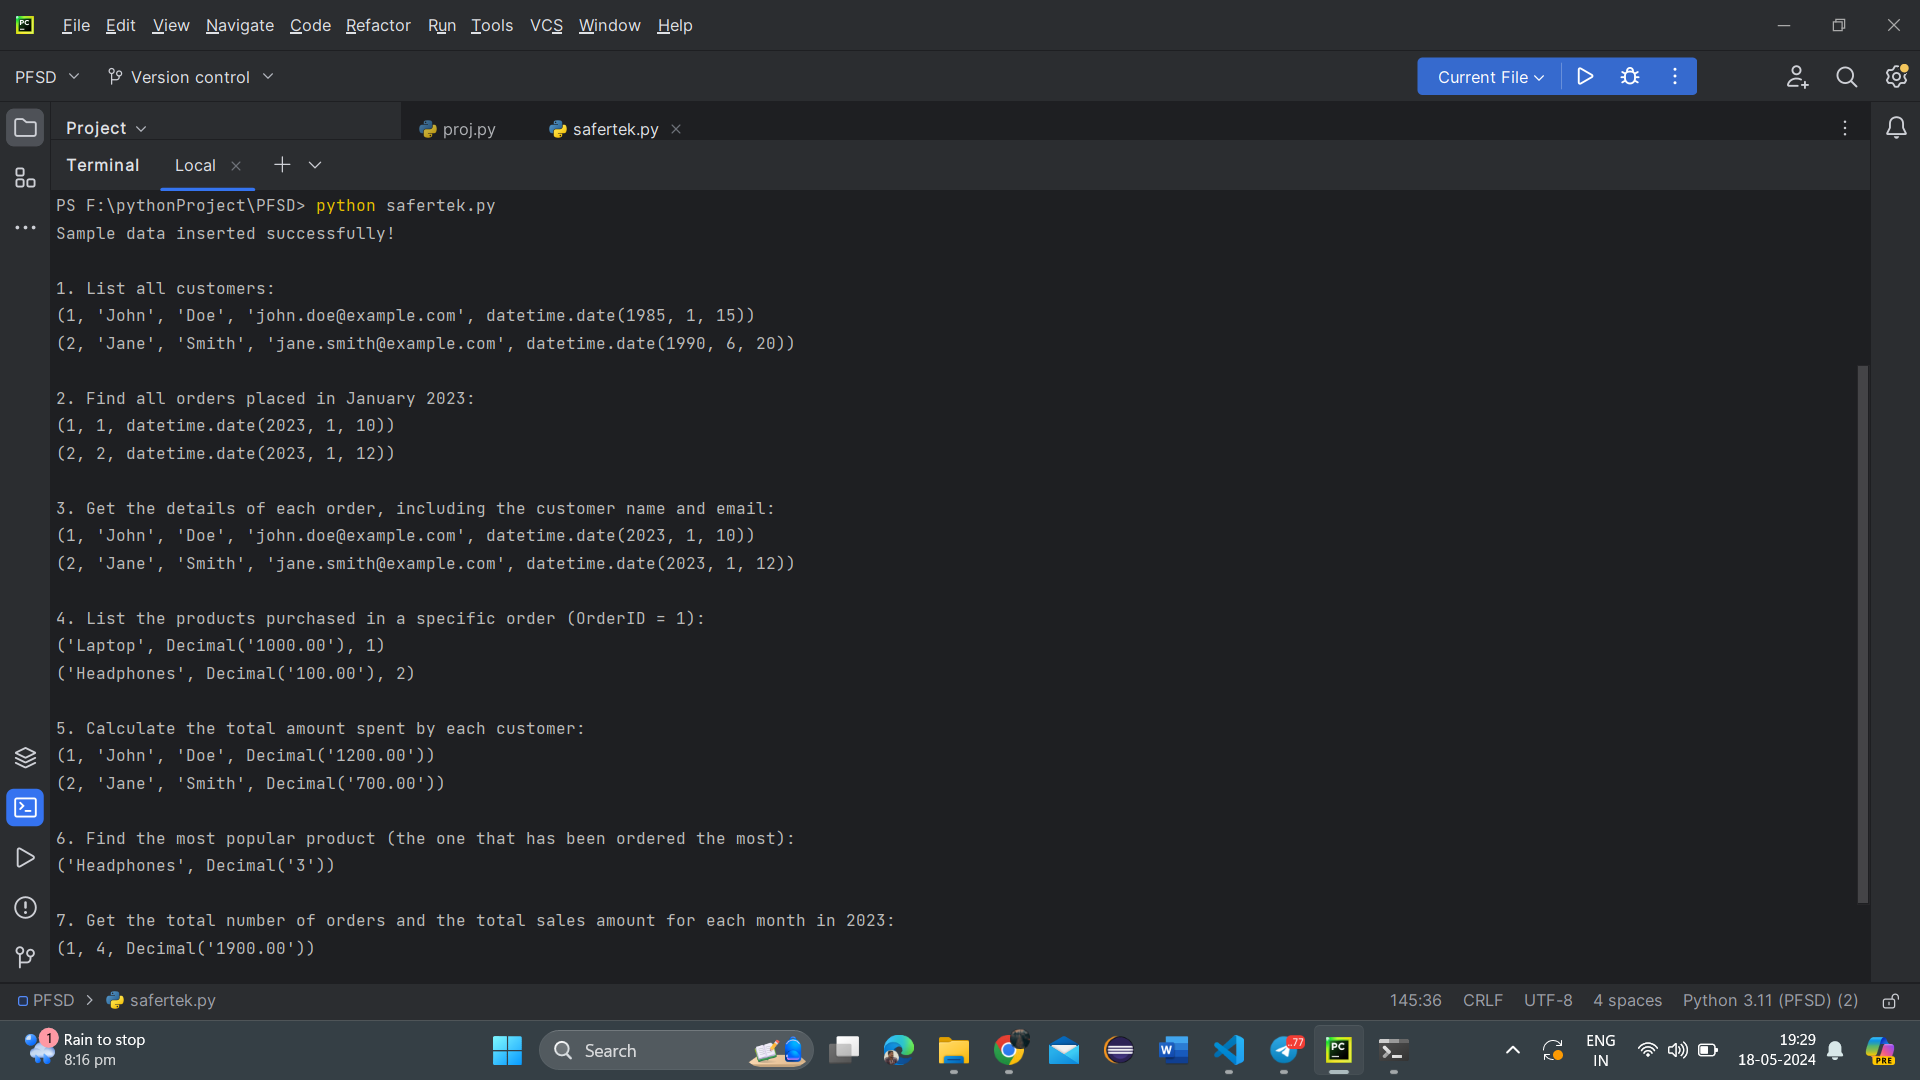 PC
File Edit View Navigate Code Refactor Run Tools VCS Window Help
PFSD Version control Current File
Project proj.py safertek.py
Terminal Local
PS F:\pythonProject\PFSD> python safertek.py
Sample data inserted successfully!
1. List all customers:
(1, 'John', 'Doe', 'john.doe@example.com', datetime.date(1985, 1, 15))
(2, 'Jane', 'Smith', 'jane.smith@example.com', datetime.date(1990, 6, 20))
2. Find all orders placed in January 2023:
(1, 1, datetime.date(2023, 1, 10))
(2, 2, datetime.date(2023, 1, 12))
3. Get the details of each order, including the customer name and email:
(1, 'John', 'Doe', 'john.doe@example.com', datetime.date(2023, 1, 10))
(2, 'Jane', 'Smith', 'jane.smith@example.com', datetime.date(2023, 1, 12))
4. List the products purchased in a specific order (OrderID = 1):
('Laptop', Decimal('1000.00'), 1)
('Headphones', Decimal('100.00'), 2)
5. Calculate the total amount spent by each customer:
(1, 'John', 'Doe', Decimal('1200.00'))
(2, 'Jane', 'Smith', Decimal('700.00'))
6. Find the most popular product (the one that has been ordered the most):
('Headphones', Decimal('3'))
7. Get the total number of orders and the total sales amount for each month in 2023:
(1, 4, Decimal('1900.00'))
PFSD > safertek.py 145:36 CRLF UTF-8 4 spaces Python 3.11 (PFSD) (2)
1 Rain to stop
8:16 pm
Search
W
..77
PC
ENG
IN
19:29
18-05-2024
PRE